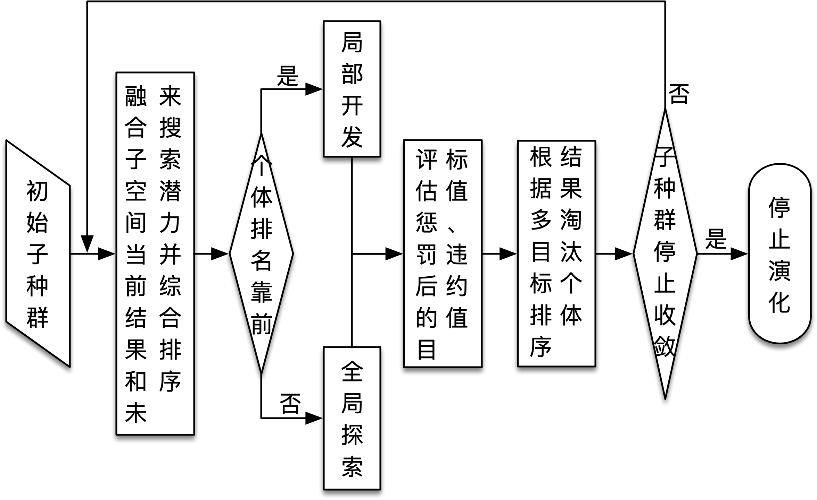 初始子种群
融合子空间当前结果和未
来搜索潜力并综合排序
个体排名靠前
是
局部开发
否
全局探索
评估惩罚后的目
标值、违约值
根据多目标排序
结果淘汰个体
子种群停止收敛
否
是
停止演化